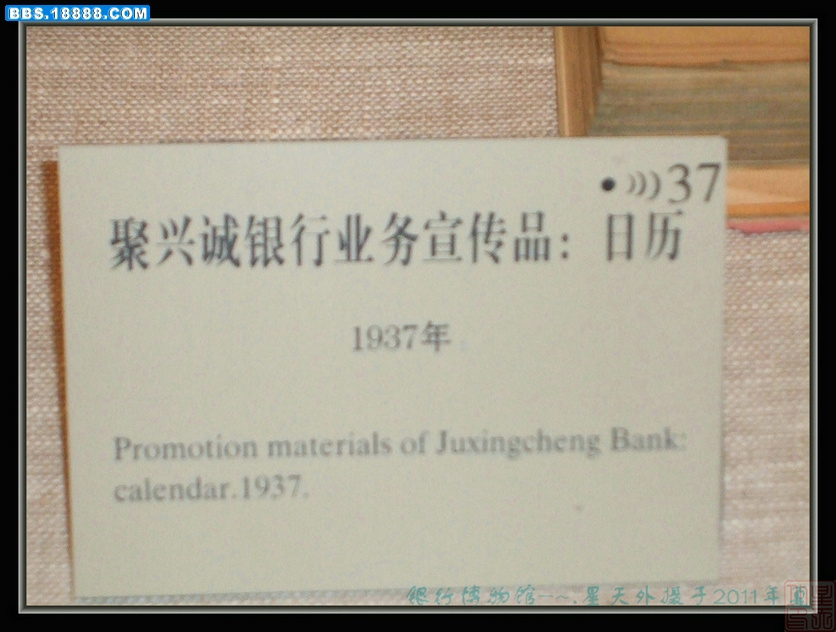 BBS.18888.COM
•)))37
聚兴诚银行业务宣传品：日历
1937年
Promotion materials of Juxingcheng Bank:
calendar.1937.
银行博物馆--~.星天外摄于2011年夏